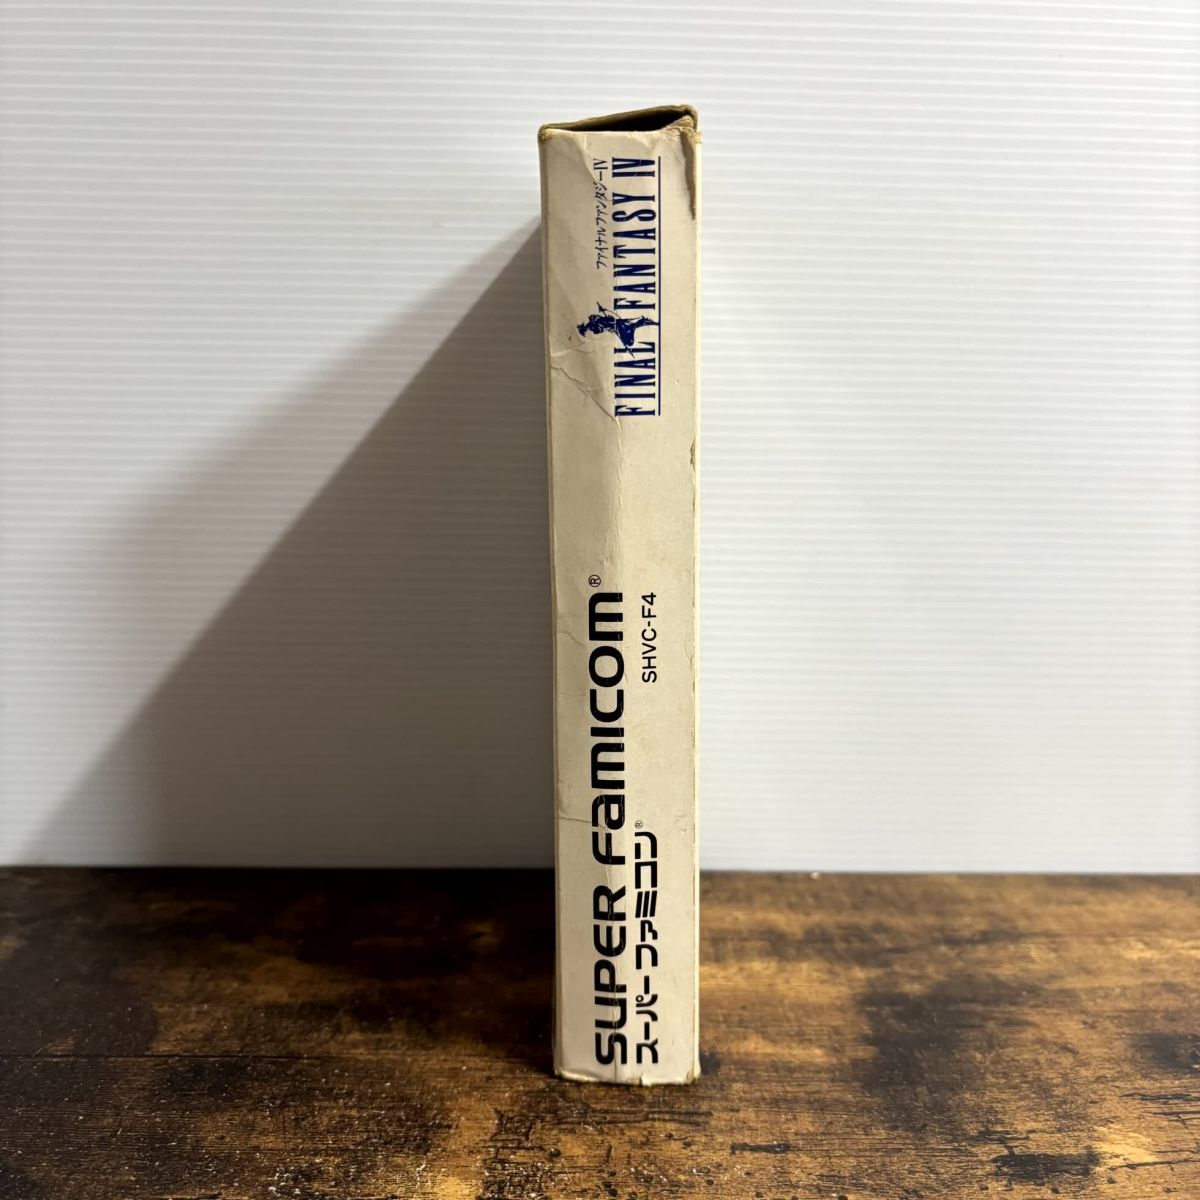 SUPER FAMICOM®
スーパーファミコン®
SHVC-F4
ファイナルファンタジーIV
FINAL FANTASY IV